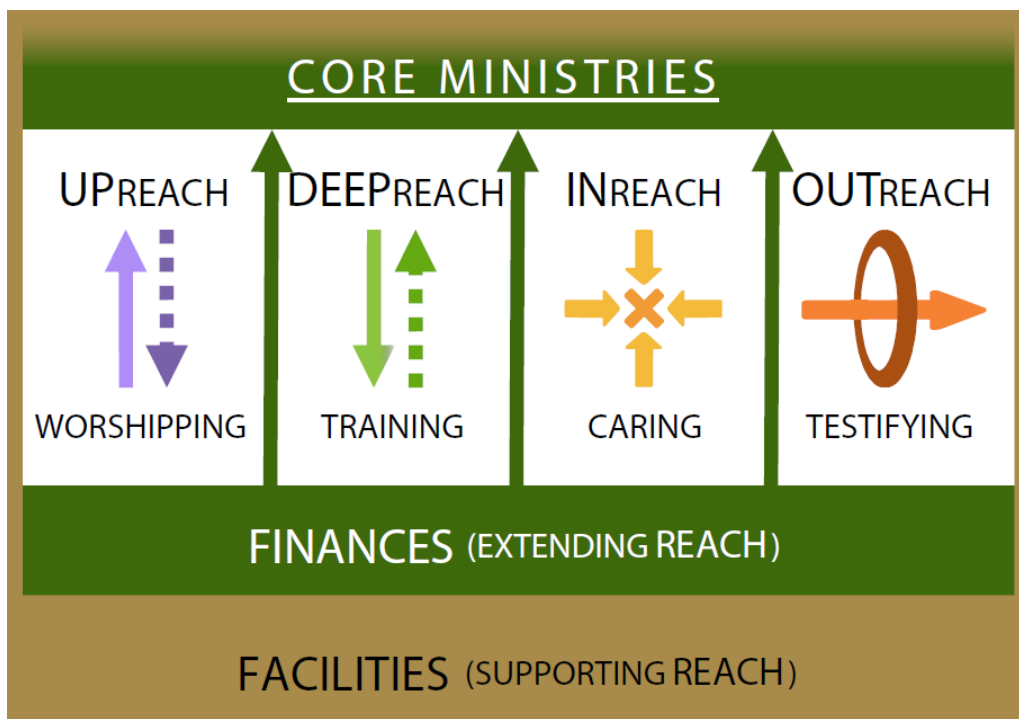 CORE MINISTRIES
UPREACH DEEPREACH INREACH OUTREACH
WORSHIPPING TRAINING CARING TESTIFYING
FINANCES (EXTENDING REACH)
FACILITIES (SUPPORTING REACH)